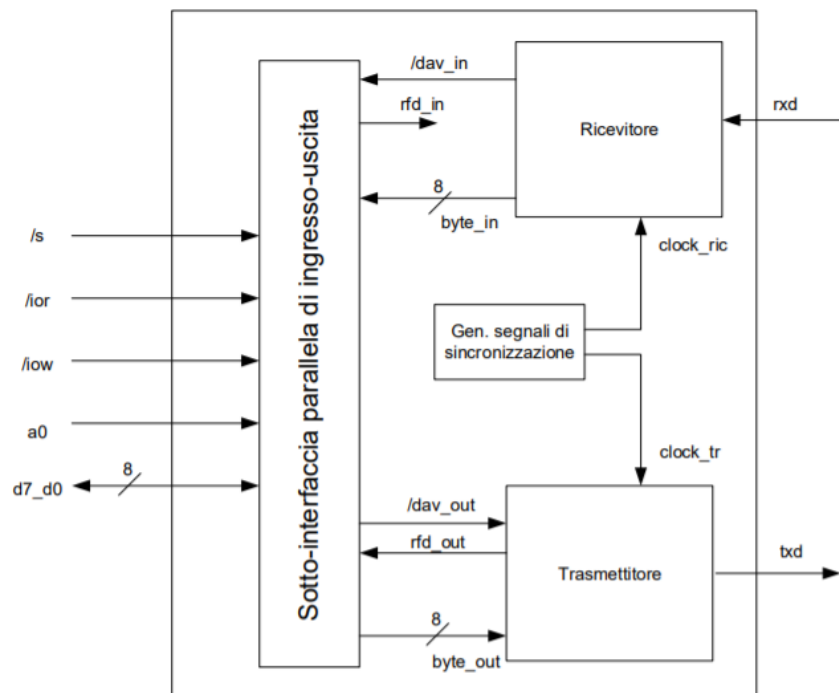 /dav_in
rfd_in
8
byte_in
Ricevitore
rxd
/s
/ior
/iow
a0
8
d7_d0
Sotto-interfaccia parallela di ingresso-uscita
clock_ric
Gen. segnali di
sincronizzazione
clock_tr
/dav_out
rfd_out
8
byte_out
Trasmettitore
txd